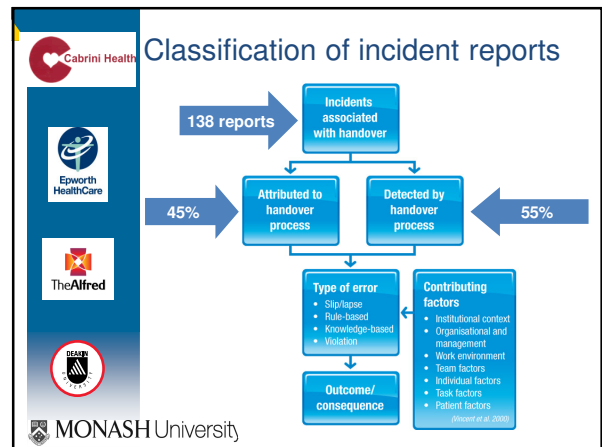 Cabrini Health
Classification of incident reports
138 reports
Incidents
associated
with handover
Epworth
HealthCare
45%
Attributed to
handover
process
Detected by
handover
process
55%
TheAlfred
Type of error
• Slip/lapse
• Rule-based
• Knowledge-based
• Violation
Contributing
factors
• Institutional context
• Organisational and
management
• Work environment
• Team factors
• Individual factors
• Task factors
• Patient factors
(Vincent et al. 2000)
Outcome/
consequence
DEAKIN
UNIVERSITY
MONASH University